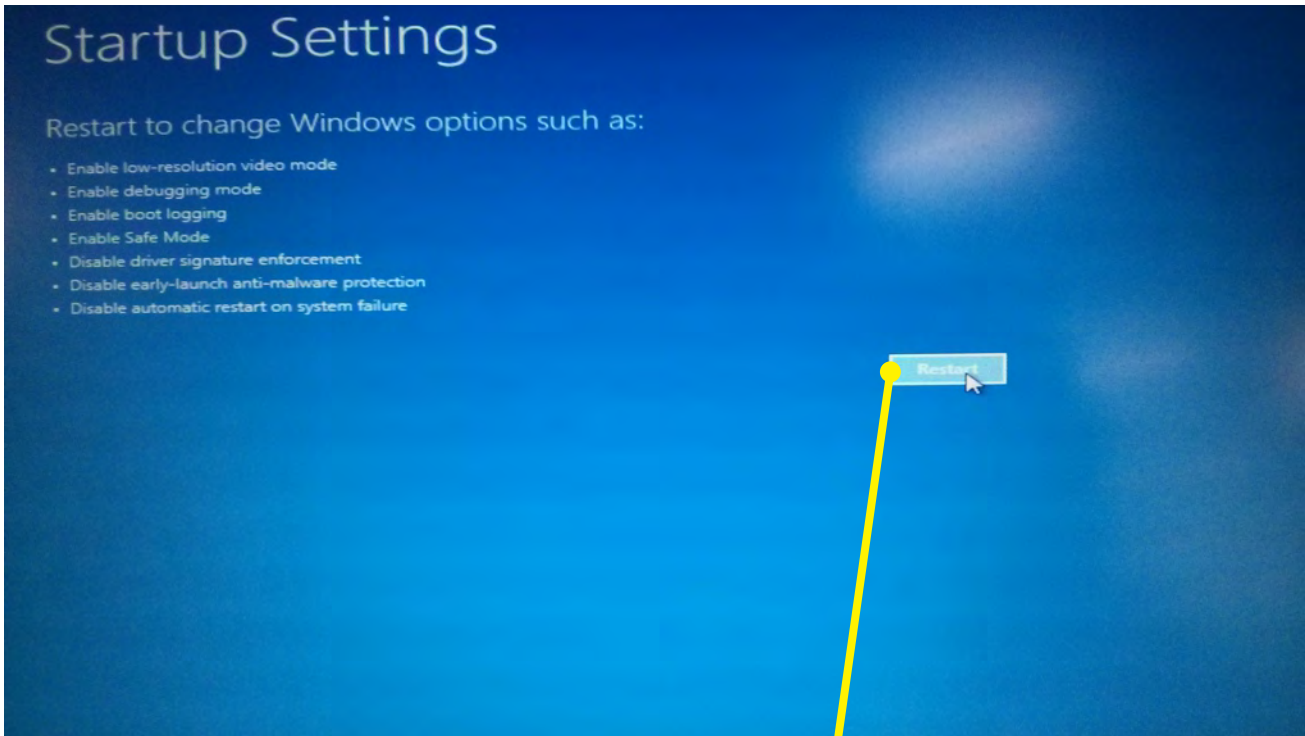 Startup Settings
Restart to change Windows options such as:
• Enable low-resolution video mode
• Enable debugging mode
• Enable boot logging
• Enable Safe Mode
• Disable driver signature enforcement
• Disable early-launch anti-malware protection
• Disable automatic restart on system failure
Restart